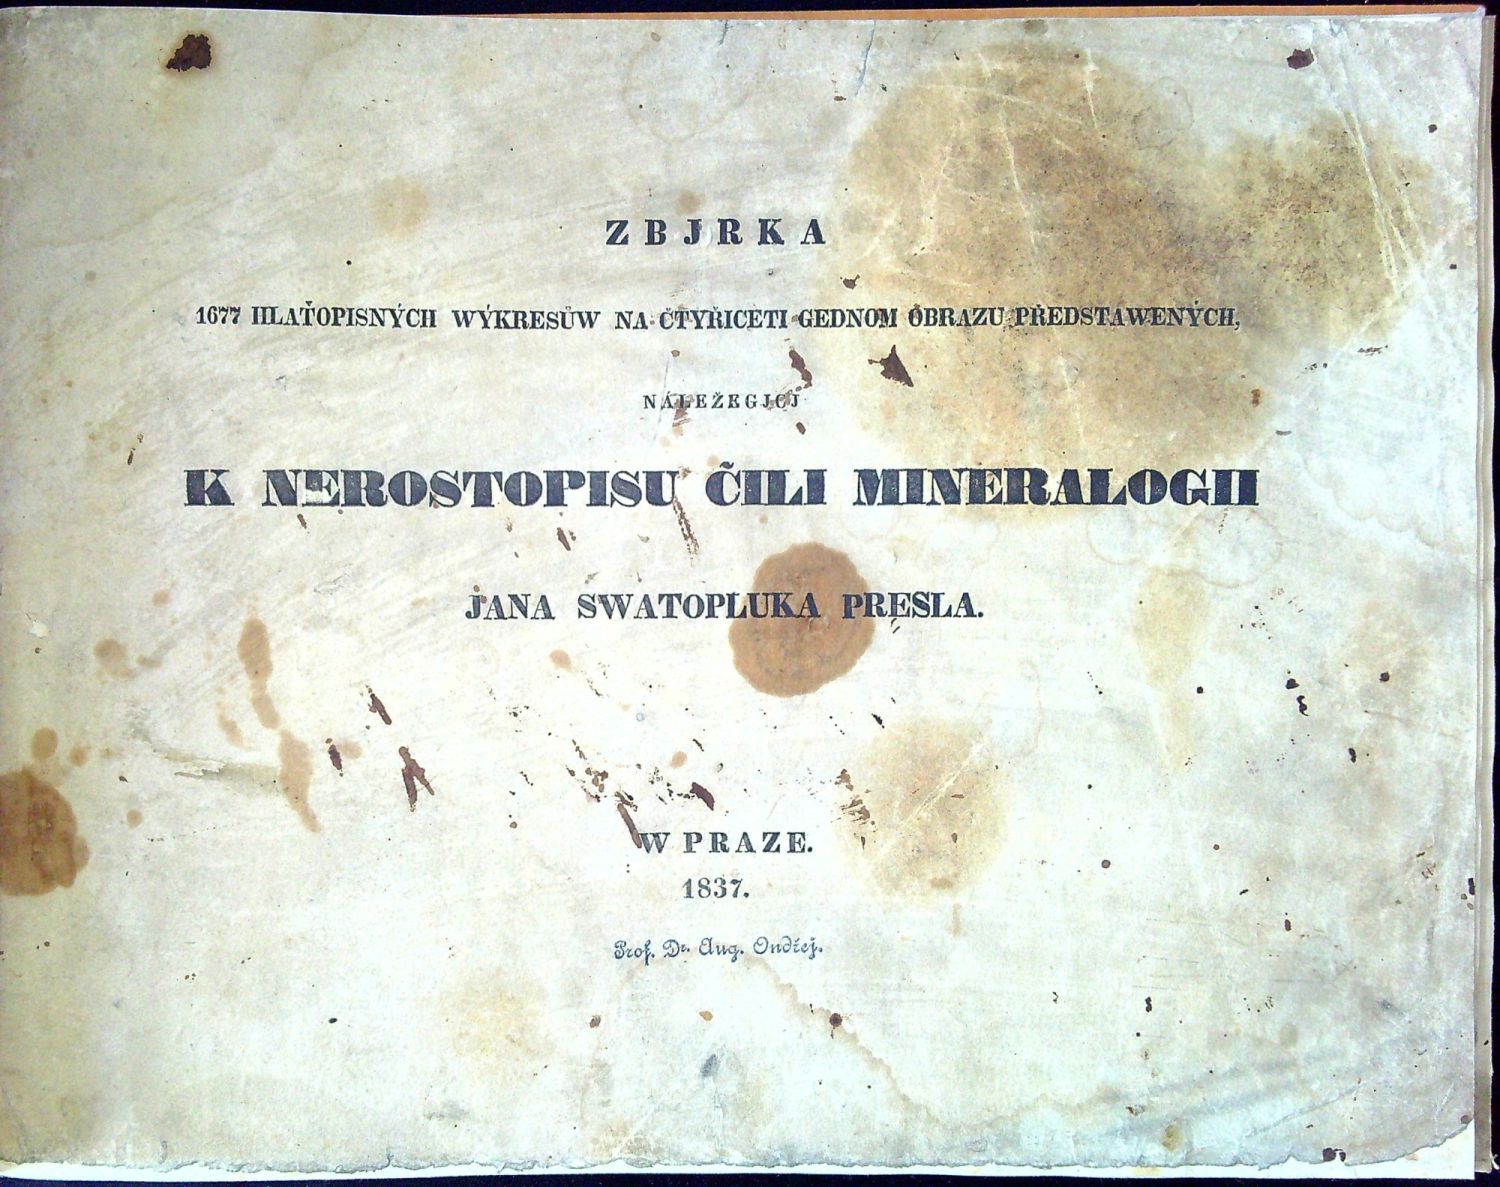 ZBJRKA
1677 HLAŤOPISNÝCH WÝKRESŮW NA ČTYŘICETI GEDNOM OBRAZU PŘEDSTAWENÝCH,
NÁLEŽEGJCJ
K NEROSTOPISU ČILI MINERALOGII
JANA SWATOPLUKA PRESLA.
W PRAZE.
1837.
Prof. Dr. Aug. Ondřej.